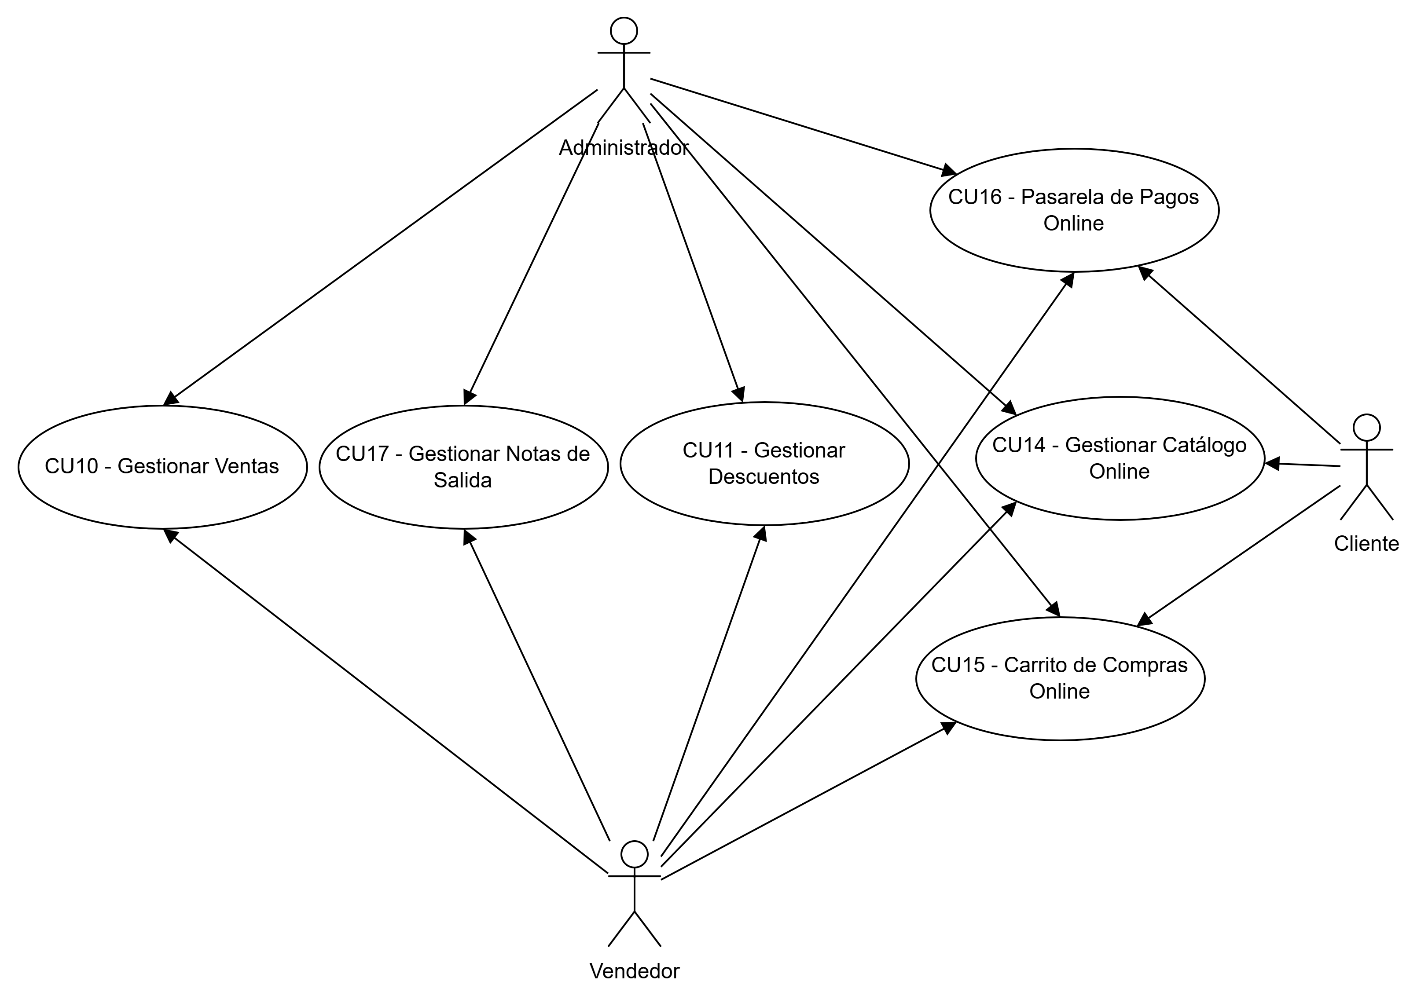 Administrador
CU16 - Pasarela de Pagos
Online
CU10 - Gestionar Ventas
CU17 - Gestionar Notas de
Salida
CU11 - Gestionar
Descuentos
CU14 - Gestionar Catálogo
Online
Cliente
CU15 - Carrito de Compras
Online
Vendedor